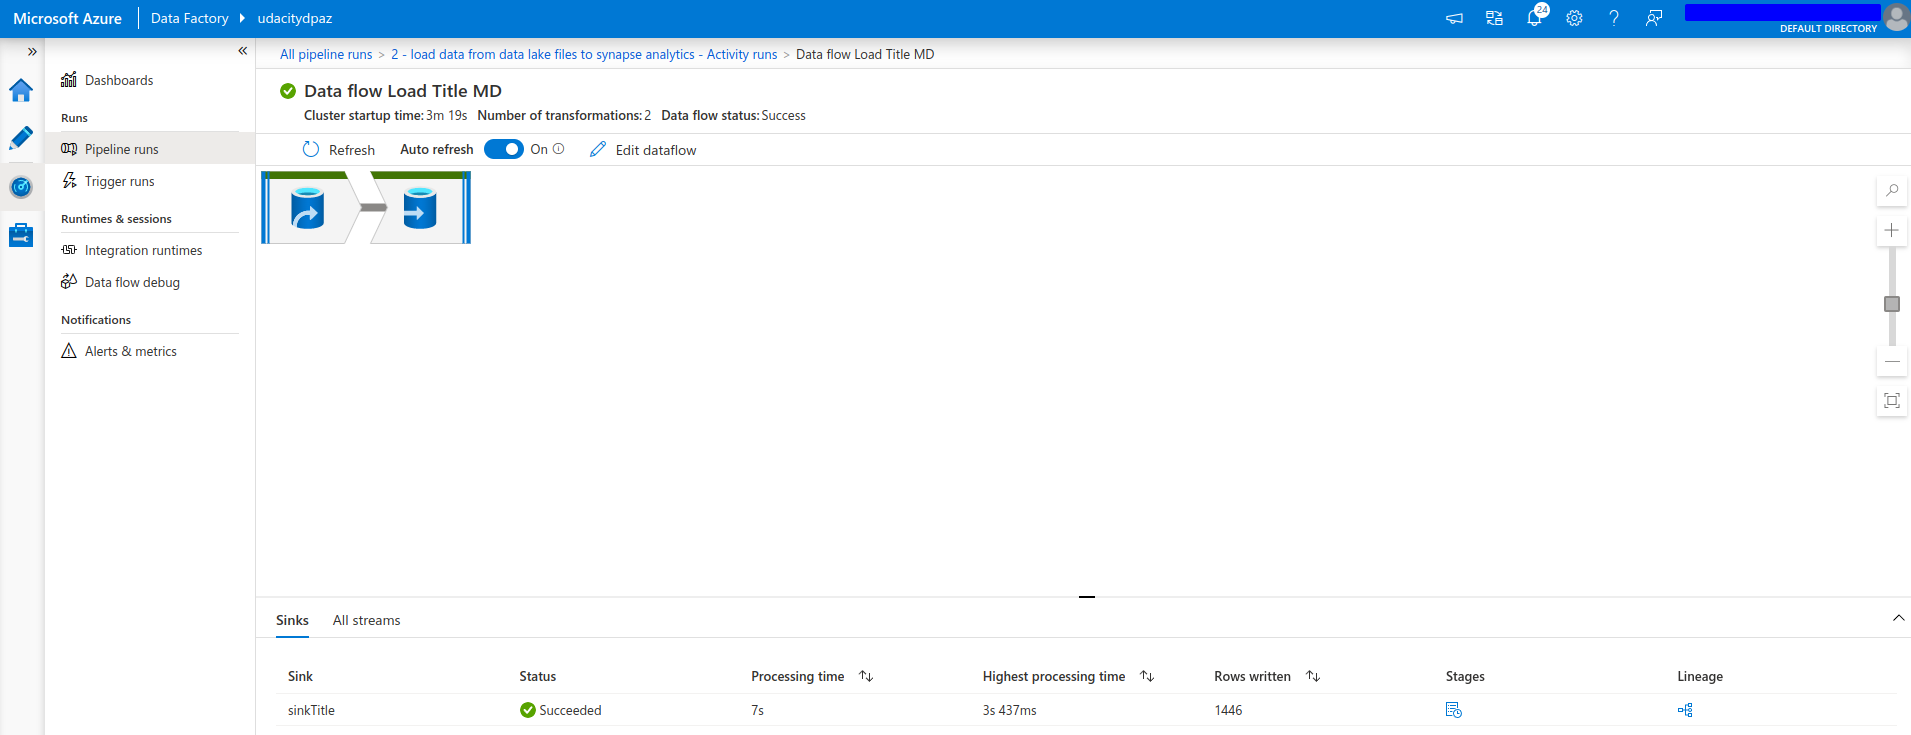 Microsoft Azure Data Factory udacitydpaz 24
DEFAULT DIRECTORY
» «
All pipeline runs > 2 - load data from data lake files to synapse analytics - Activity runs > Data flow Load Title MD
Dashboards
Runs
Pipeline runs
Trigger runs
Runtimes & sessions
Integration runtimes
Data flow debug
Notifications
Alerts & metrics
Data flow Load Title MD
Cluster startup time: 3m 19s Number of transformations: 2 Data flow status: Success
Refresh Auto refresh On Edit dataflow
Sinks All streams
Sink Status Processing time Highest processing time Rows written Stages Lineage
sinkTitle Succeeded 7s 3s 437ms 1446